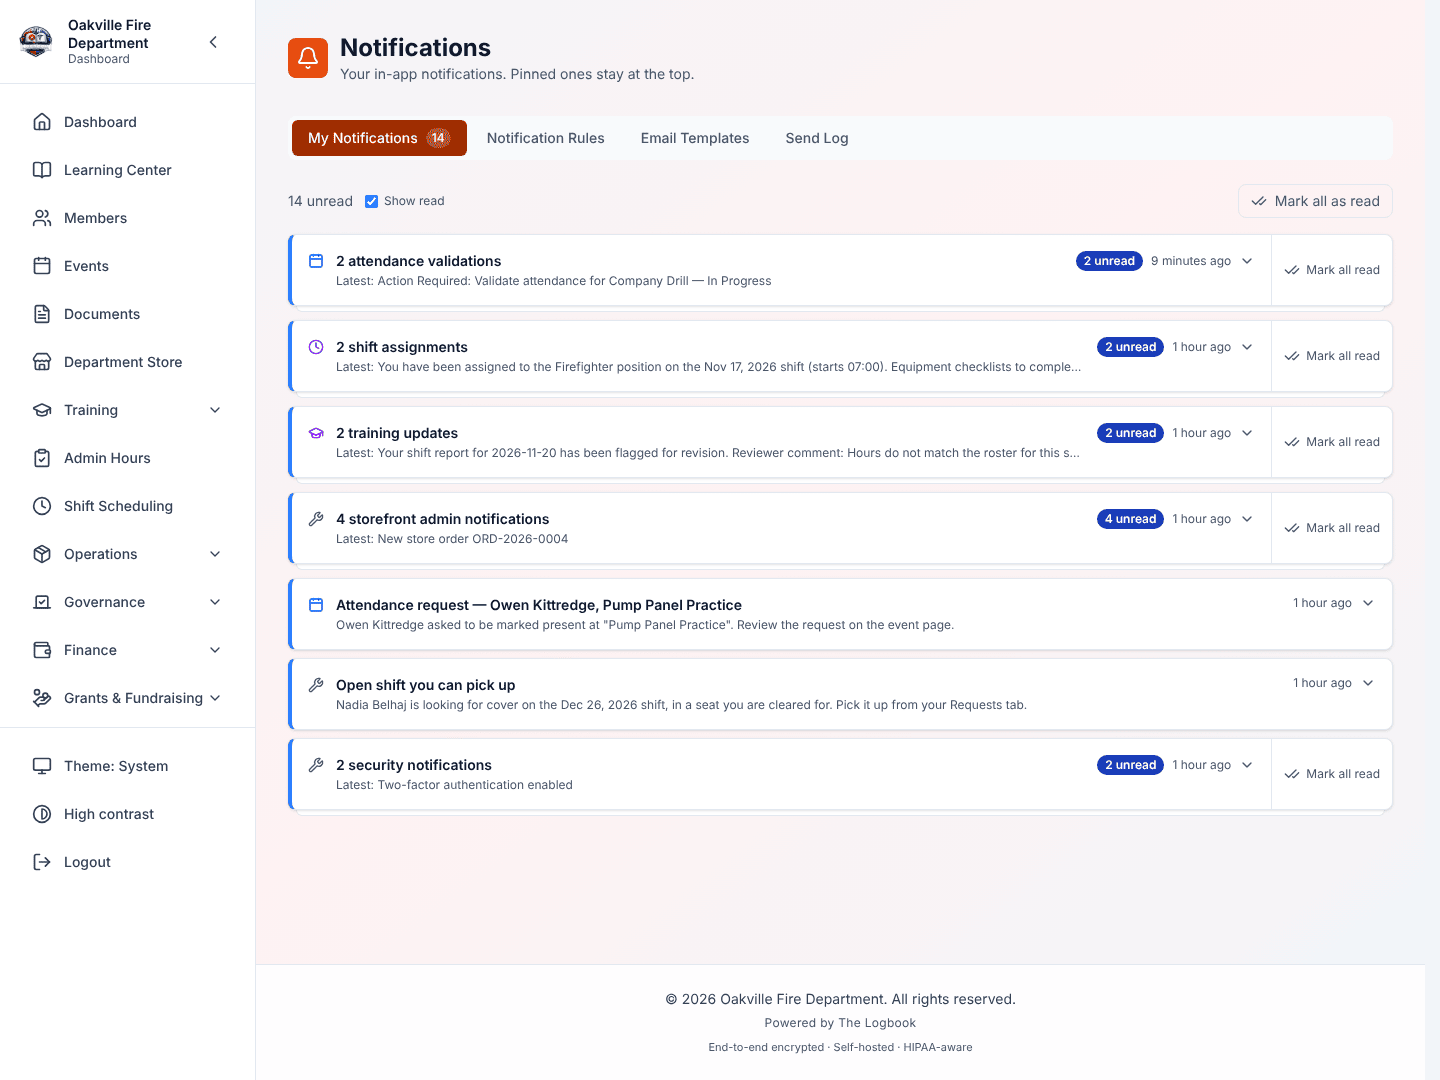 Oakville Fire
Department
Dashboard
Dashboard
Learning Center
Members
Events
Documents
Department Store
Training
Admin Hours
Shift Scheduling
Operations
Governance
Finance
Grants & Fundraising
Theme: System
High contrast
Logout
Notifications
Your in-app notifications. Pinned ones stay at the top.
My Notifications 14 Notification Rules Email Templates Send Log
14 unread Show read Mark all as read
2 attendance validations 2 unread 9 minutes ago
Latest: Action Required: Validate attendance for Company Drill — In Progress
Mark all read
2 shift assignments 2 unread 1 hour ago
Latest: You have been assigned to the Firefighter position on the Nov 17, 2026 shift (starts 07:00). Equipment checklists to comple...
Mark all read
2 training updates 2 unread 1 hour ago
Latest: Your shift report for 2026-11-20 has been flagged for revision. Reviewer comment: Hours do not match the roster for this s...
Mark all read
4 storefront admin notifications 4 unread 1 hour ago
Latest: New store order ORD-2026-0004
Mark all read
Attendance request — Owen Kittredge, Pump Panel Practice 1 hour ago
Owen Kittredge asked to be marked present at "Pump Panel Practice". Review the request on the event page.
Open shift you can pick up 1 hour ago
Nadia Belhaj is looking for cover on the Dec 26, 2026 shift, in a seat you are cleared for. Pick it up from your Requests tab.
2 security notifications 2 unread 1 hour ago
Latest: Two-factor authentication enabled
Mark all read
© 2026 Oakville Fire Department. All rights reserved.
Powered by The Logbook
End-to-end encrypted · Self-hosted · HIPAA-aware